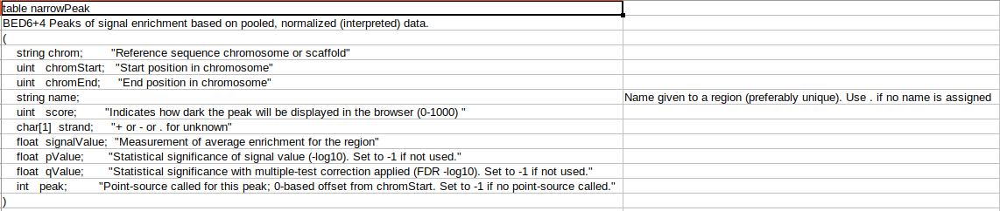 table narrowPeak
BED6+4 Peaks of signal enrichment based on pooled, normalized (interpreted) data.
(
string chrom; "Reference sequence chromosome or scaffold"
uint chromStart; "Start position in chromosome"
uint chromEnd; "End position in chromosome"
string name; Name given to a region (preferably unique). Use . if no name is assigned
uint score; "Indicates how dark the peak will be displayed in the browser (0-1000) "
char[1] strand; "+ or - or . for unknown"
float signalValue; "Measurement of average enrichment for the region"
float pValue; "Statistical significance of signal value (-log10). Set to -1 if not used."
float qValue; "Statistical significance with multiple-test correction applied (FDR -log10). Set to -1 if not used."
int peak; "Point-source called for this peak; 0-based offset from chromStart. Set to -1 if no point-source called."
)